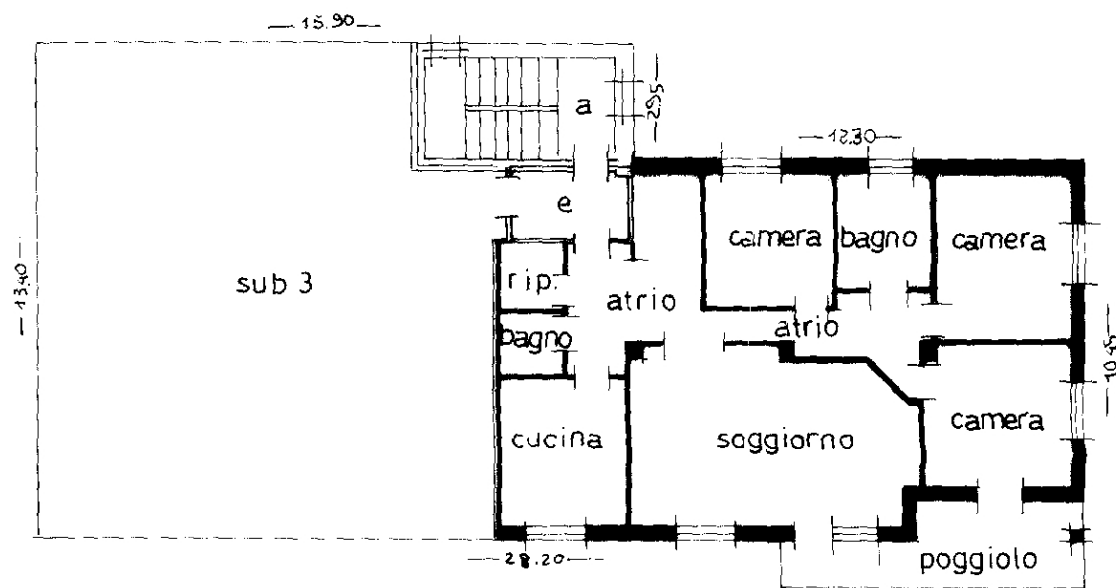 15.90
a
2.95
12.30
e
camera
bagno
camera
sub 3
rip.
atrio
13.40
atrio
bagno
10.45
cucina
soggiorno
camera
28.20
poggiolo